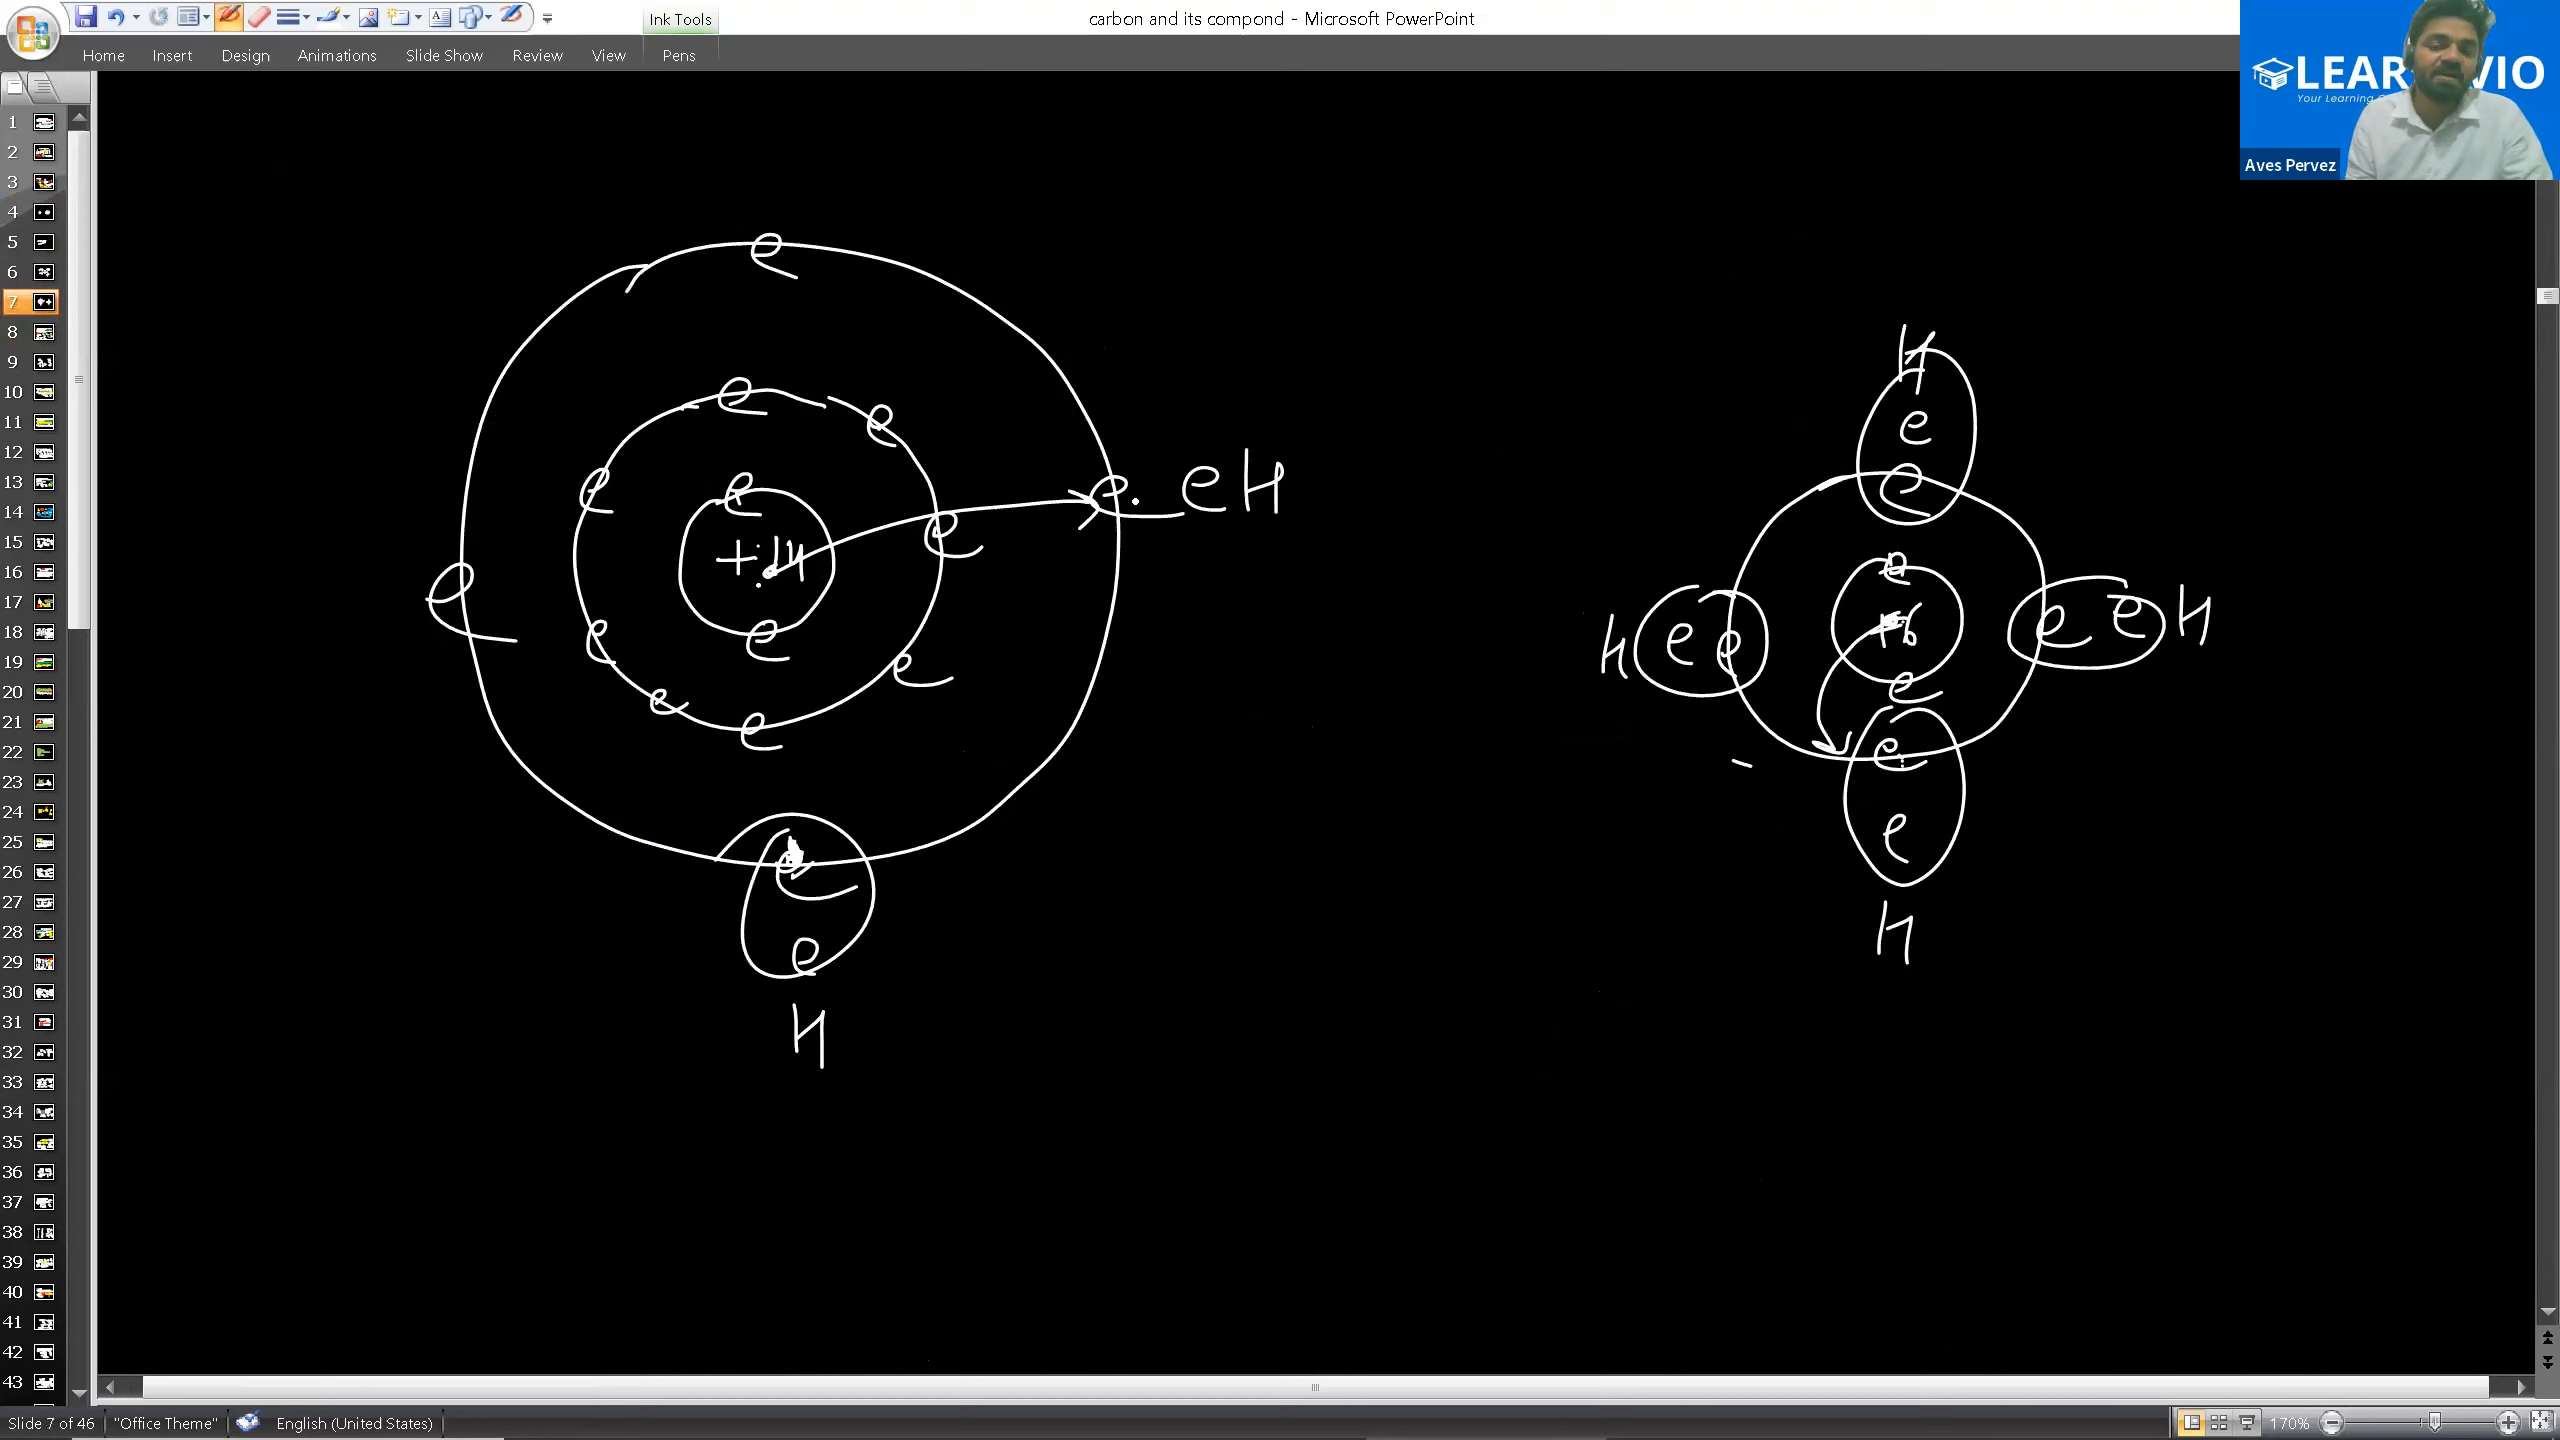 Ink Tools
carbon and its compond - Microsoft PowerPoint
Home Insert Design Animations Slide Show Review View Pens
LEAR VIO
Your Learning
Aves Pervez
1
2
3
4
5
6
7
8
9
10
11
12
13
14
15
16
17
18
19
20
21
22
23
24
25
26
27
28
29
30
31
32
33
34
35
36
37
38
39
40
41
42
43
e
e e
e e e e H
+14
e
e e
e e
e e
e
e
H
H
e
e
e
H e e +6 e e H
e
e
e
H
Slide 7 of 46 "Office Theme" English (United States) 170%